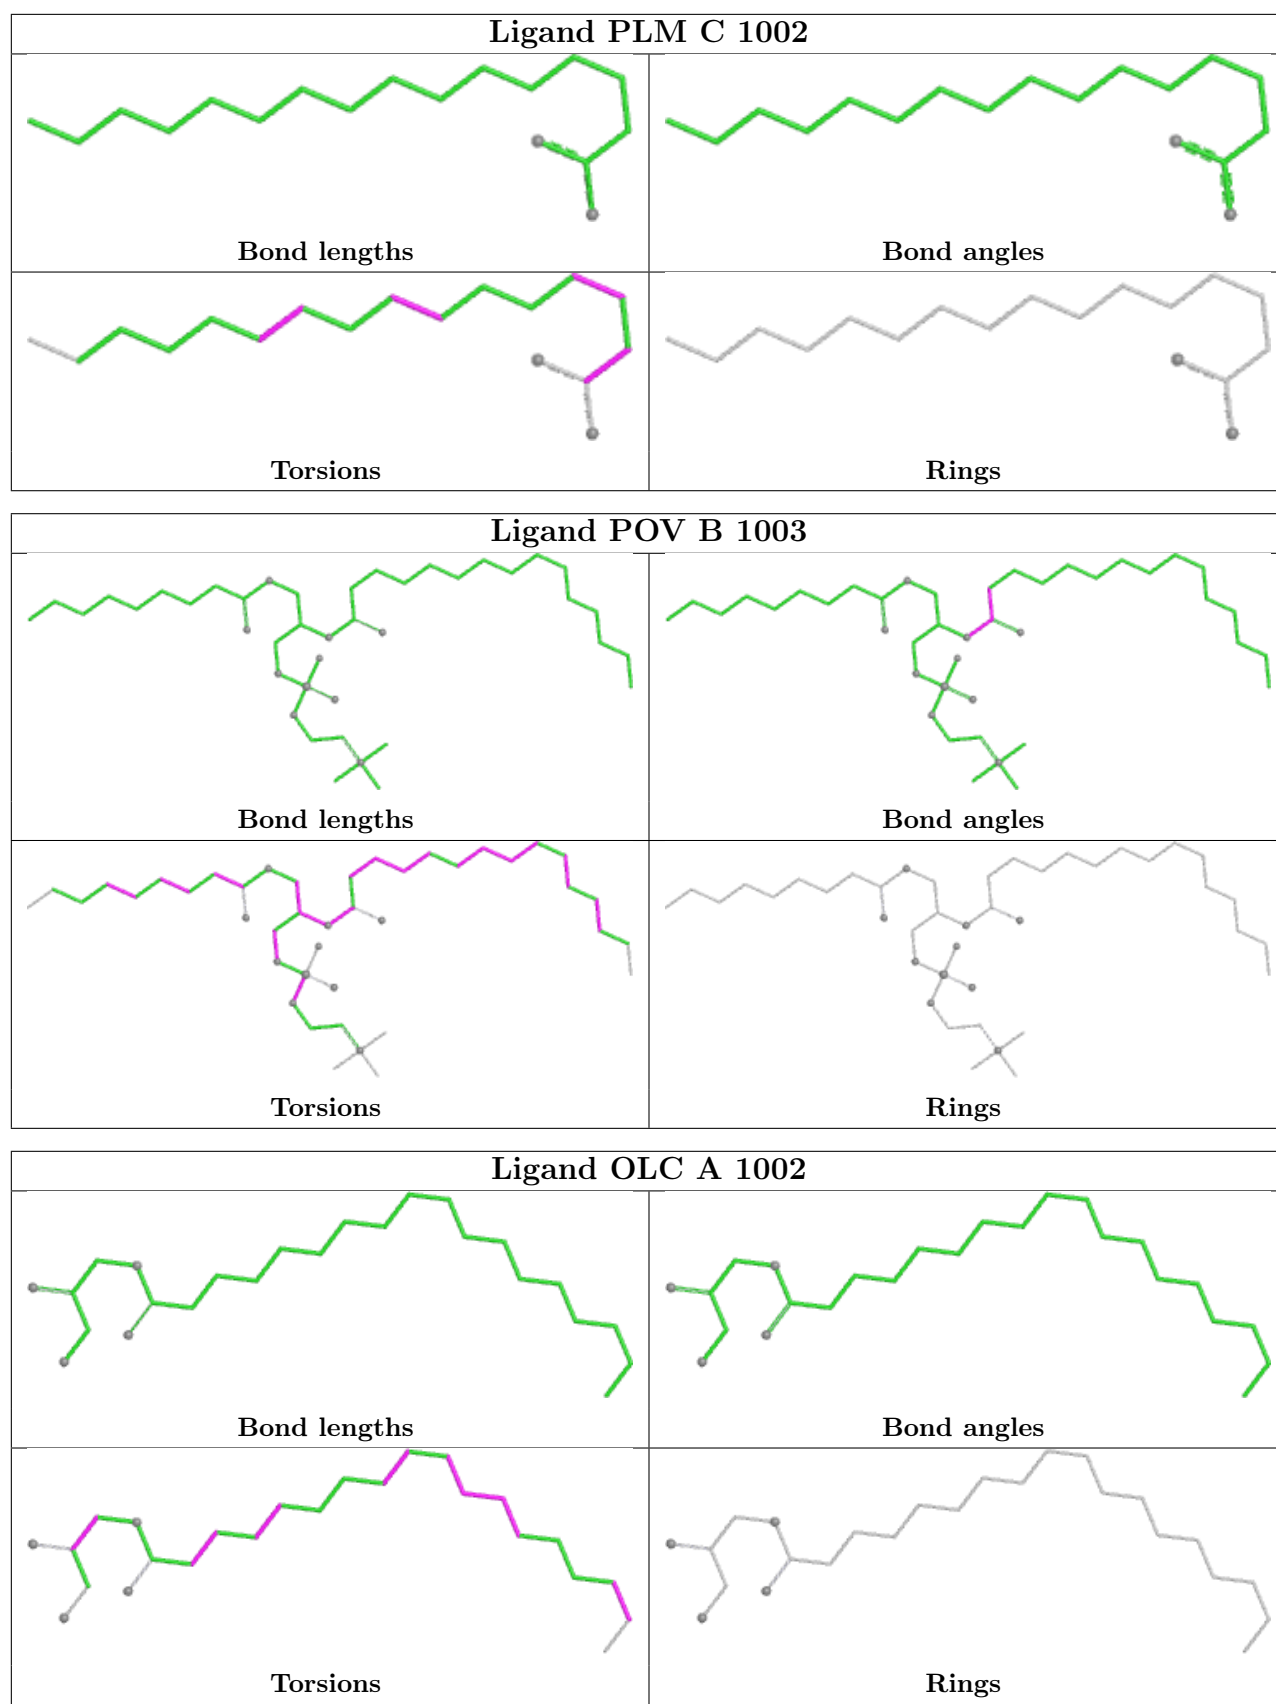 Ligand PLM C 1002
Bond lengths
Bond angles
Torsions
Rings
Ligand POV B 1003
Bond lengths
Bond angles
Torsions
Rings
Ligand OLC A 1002
Bond lengths
Bond angles
Torsions
Rings